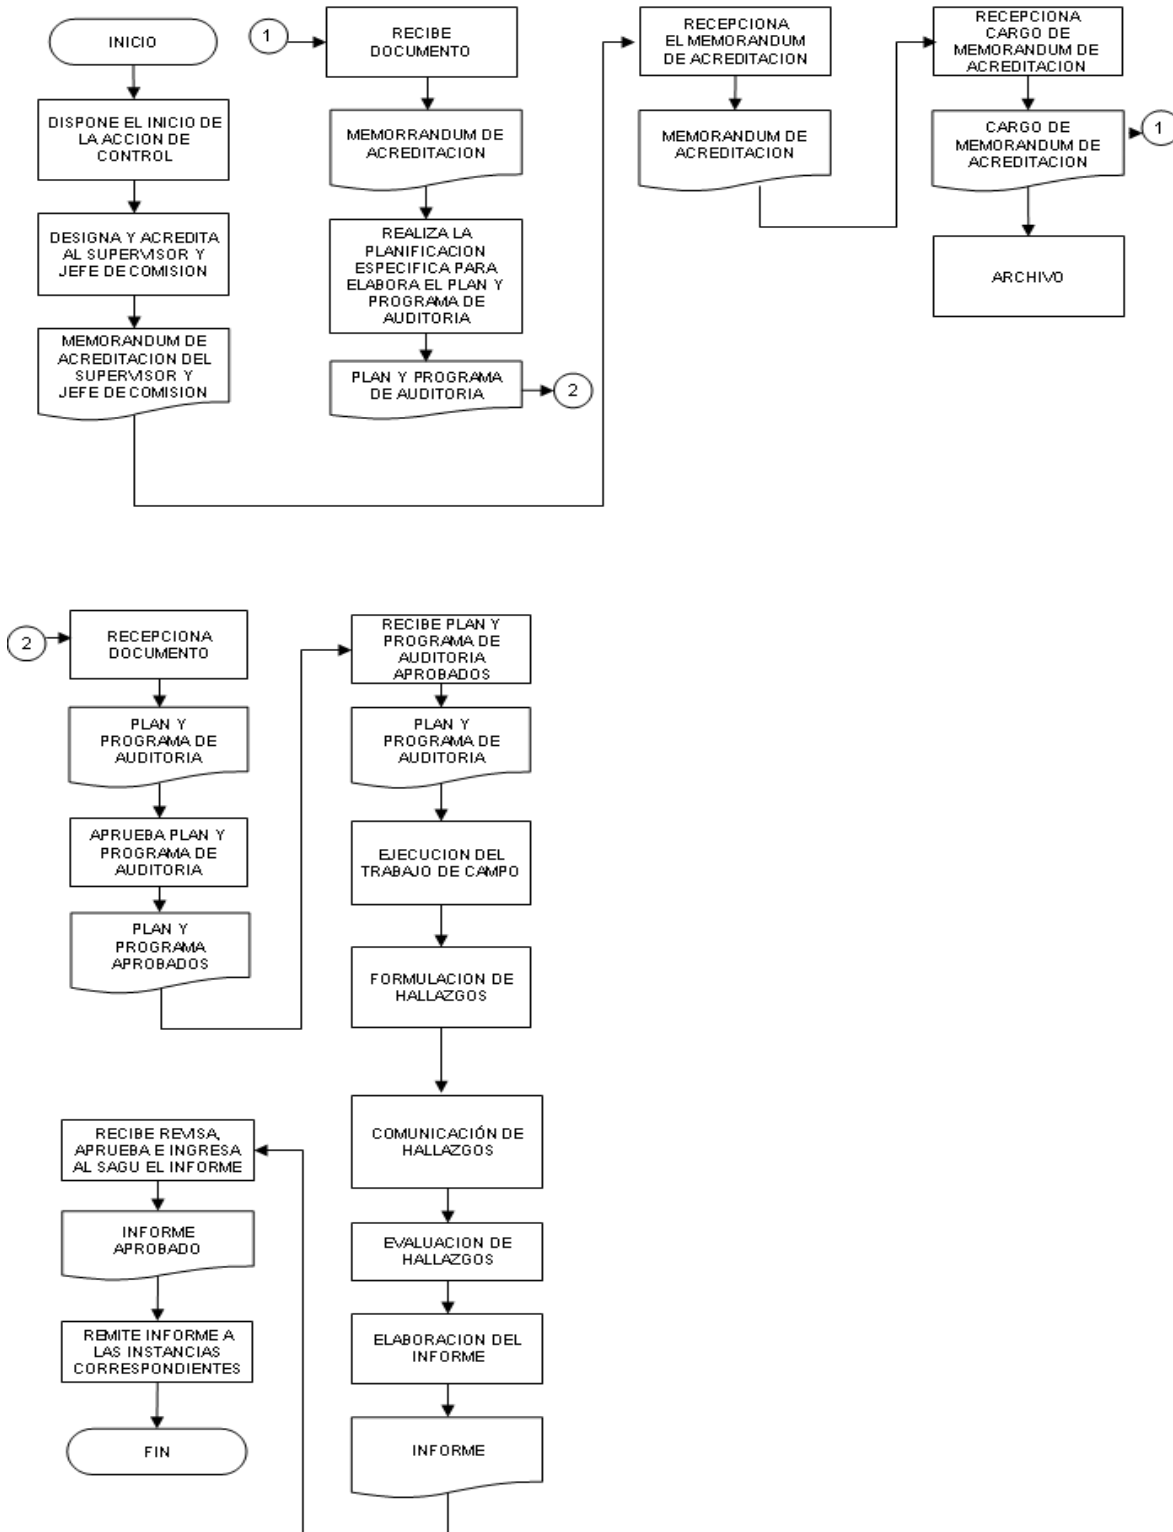 INICIO
DISPONE EL INICIO DE
LA ACCION DE
CONTROL
DESIGNA Y ACREDITA
AL SUPERVISOR Y
JEFE DE COMISION
MEMORANDUM DE
ACREDITACION DEL
SUPERVISOR Y
JEFE DE COMISION
1
RECIBE
DOCUMENTO
MEMORRANDUM DE
ACREDITACION
REALIZA LA
PLANIFICACION
ESPECIFICA PARA
ELABORA EL PLAN Y
PROGRAMA DE
AUDITORIA
PLAN Y PROGRAMA
DE AUDITORIA
2
RECEPCIONA
EL MEMORANDUM
DE ACREDITACION
MEMORANDUM DE
ACREDITACION
RECEPCIONA
CARGO DE
MEMORANDUM DE
ACREDITACION
CARGO DE
MEMORANDUM DE
ACREDITACION
1
ARCHIVO
2
RECEPCIONA
DOCUMENTO
PLAN Y
PROGRAMA DE
AUDITORIA
APRUEBA PLAN Y
PROGRAMA DE
AUDITORIA
PLAN Y
PROGRAMA
APROBADOS
RECIBE PLAN Y
PROGRAMA DE
AUDITORIA
APROBADOS
PLAN Y
PROGRAMA DE
AUDITORIA
EJECUCION DEL
TRABAJO DE CAMPO
FORMULACION DE
HALLAZGOS
COMUNICACIÓN DE
HALLAZGOS
EVALUACION DE
HALLAZGOS
ELABORACION DEL
INFORME
INFORME
RECIBE REVISA,
APRUEBA E INGRESA
AL SAGU EL INFORME
INFORME
APROBADO
REMITE INFORME A
LAS INSTANCIAS
CORRESPONDIENTES
FIN